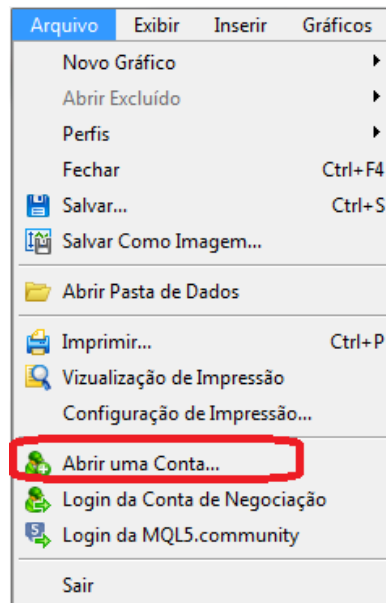 Arquivo Exibir Inserir Gráficos
Novo Gráfico
Abrir Excluído
Perfis
Fechar Ctrl+F4
Salvar... Ctrl+S
Salvar Como Imagem...
Abrir Pasta de Dados
Imprimir... Ctrl+P
Vizualização de Impressão
Configuração de Impressão...
Abrir uma Conta...
Login da Conta de Negociação
Login da MQL5.community
Sair